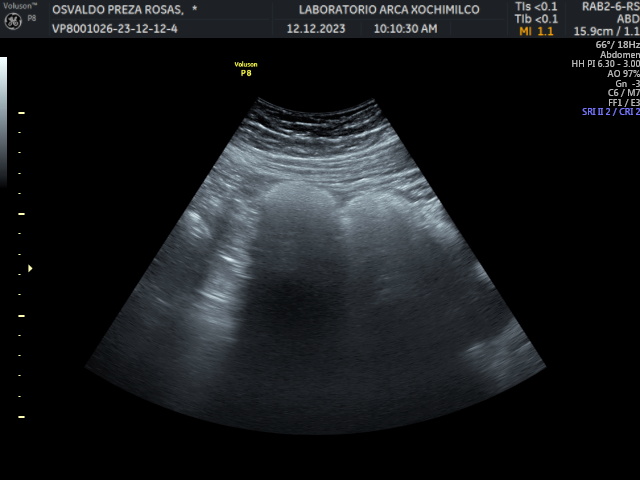 Voluson™
P8
OSVALDO PREZA ROSAS, *
LABORATORIO ARCA XOCHIMILCO
VP8001026-23-12-12-4
12.12.2023
10:10:30 AM
TIs <0.1
TIb <0.1
MI 1.1
RAB2-6-RS
ABD
15.9cm / 1.1
66°/ 18Hz
Abdomen
HH PI 6.30 - 3.00
AO 97%
Gn -3
C6 / M7
FF1 / E3
SRI II 2 / CRI 2
Voluson
P8